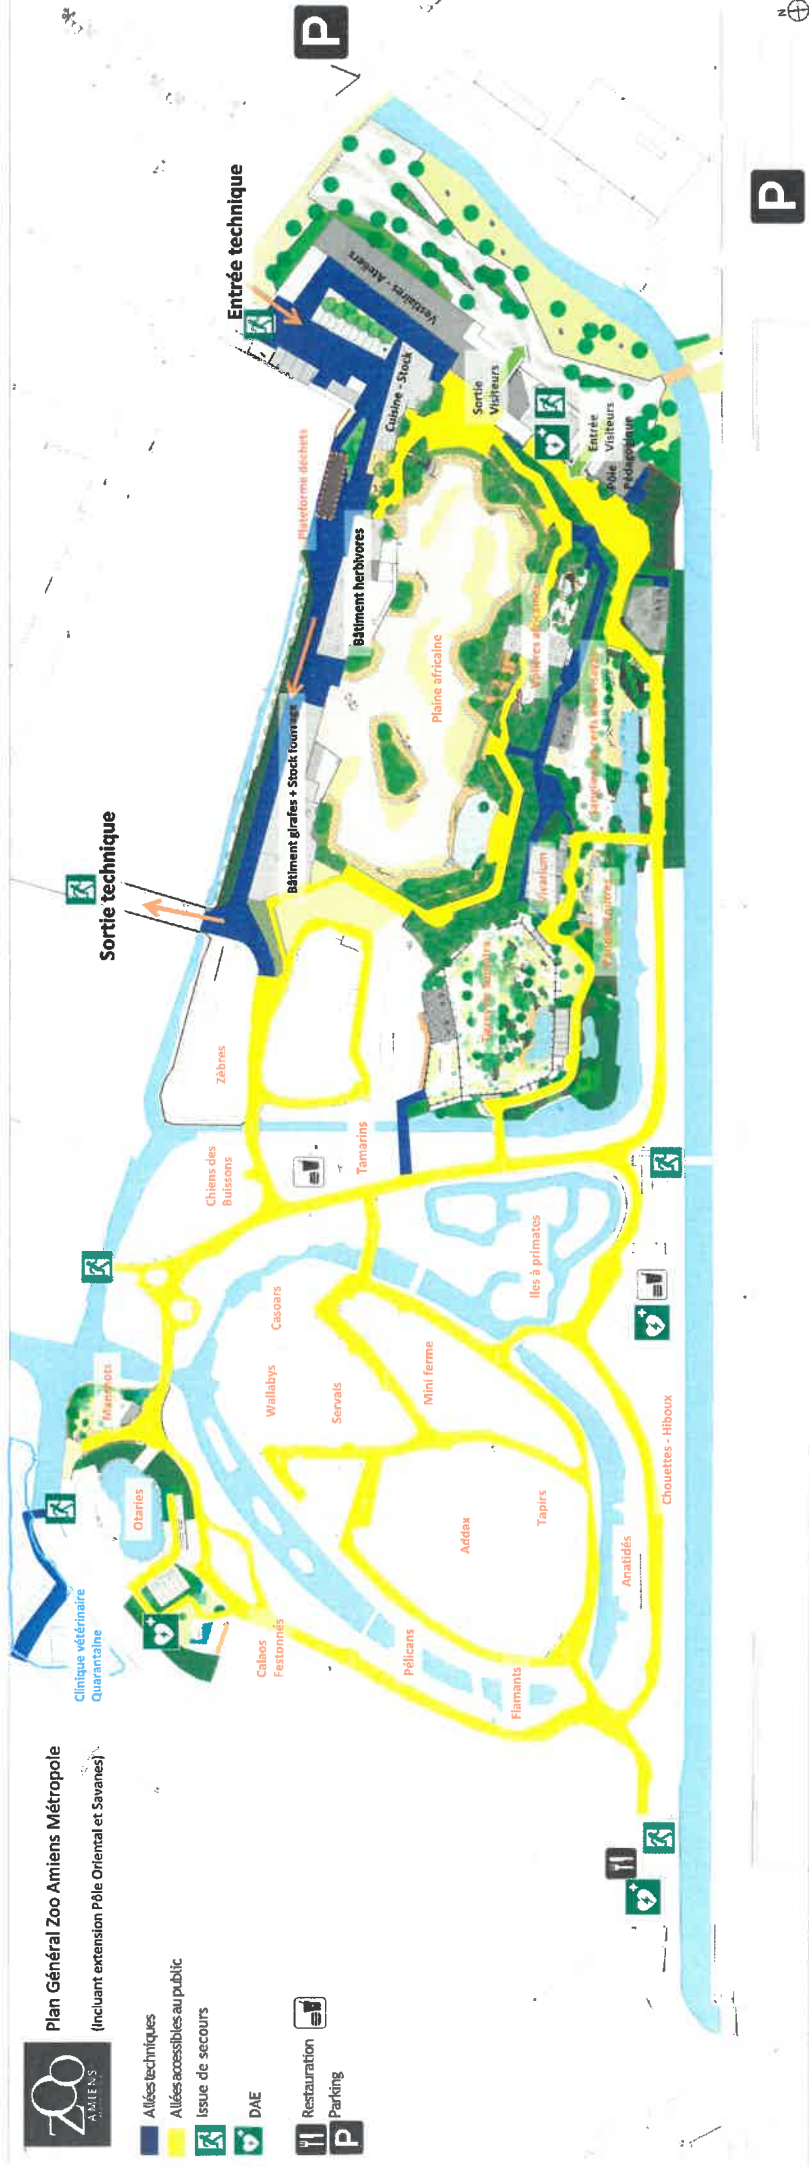 ZOO
AMIENS
Plan Général Zoo Amiens Métropole
(Incluant extension Pôle Oriental et Savanes)
Allées techniques
Allées accessibles au public
Issue de secours
DAE
Restauration
P
Parking
Clinique vétérinaire
Quarantaine
Otaries
Manchots
Calaos
Festonnés
Pélicans
Flamants
Wallabys
Casoars
Servals
Mini ferme
Addax
Tapirs
Anatidés
Chouettes - Hiboux
Iles à primates
Chiens des
Buissons
Tamarins
Zèbres
Sortie technique
Bâtiment girafes + Stock fourrage
Bâtiment herbivores
Plateforme déchets
Plaine africaine
Vivarium
Entrée technique
Vestiaires - Ateliers
Cuisine - Stock
Sortie
Visiteurs
Entrée
Visiteurs
Pôle
Pédagogique
P
P
N